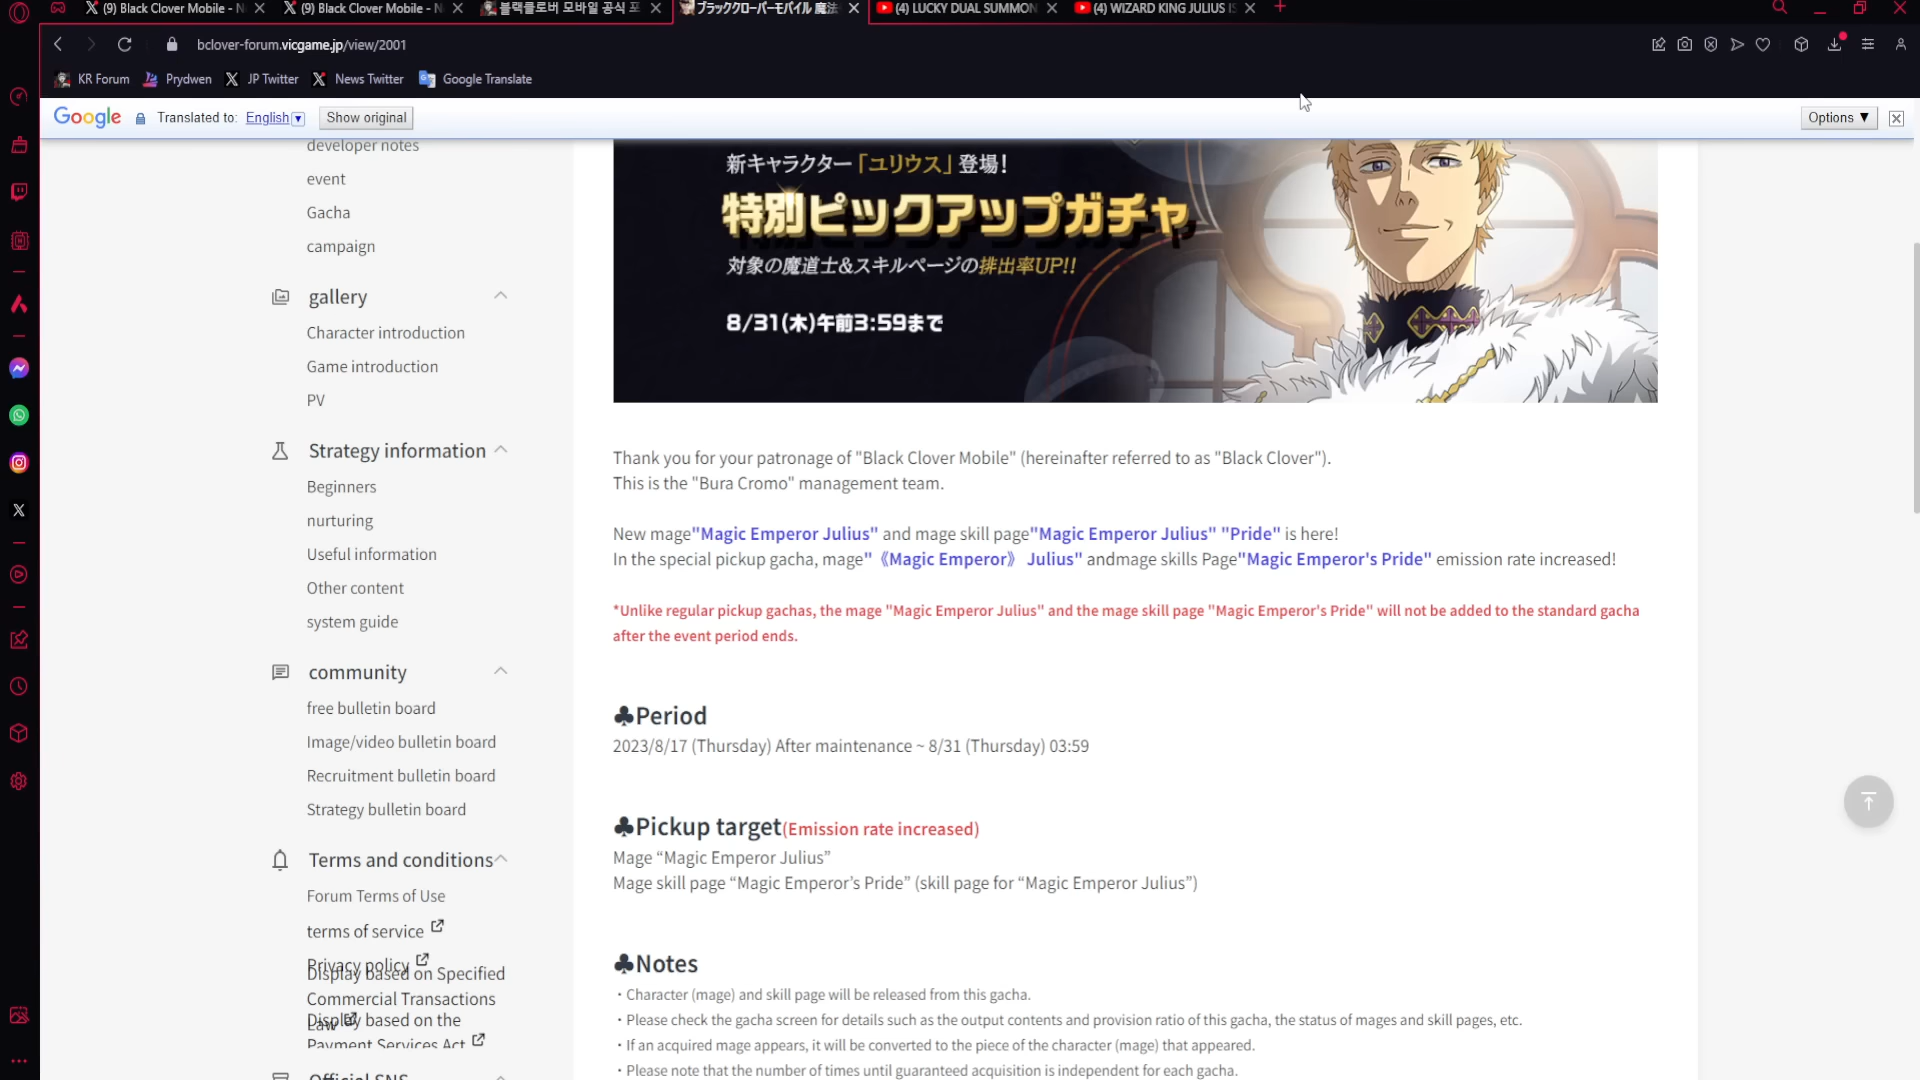 (9) Black Clover Mobile - N
(9) Black Clover Mobile - N
블랙클로버 모바일 공식 포
ブラッククローバーモバイル 魔法
(4) LUCKY DUAL SUMMON
(4) WIZARD KING JULIUS IS
bclover-forum.vicgame.jp/view/2001
KR Forum
Prydwen
JP Twitter
News Twitter
Google Translate
Google
Translated to:
English
Show original
Options ▼
developer notes
event
Gacha
campaign
gallery
Character introduction
Game introduction
PV
Strategy information
Beginners
nurturing
Useful information
Other content
system guide
community
free bulletin board
Image/video bulletin board
Recruitment bulletin board
Strategy bulletin board
Terms and conditions
Forum Terms of Use
terms of service
Privacy policy
Display based on Specified
Commercial Transactions
Law
Display based on the
Payment Services Act
Official SNS
新キャラクター「ユリウス」登場!
特別ピックアップガチャ
対象の魔道士&スキルページの排出率UP!!
8/31(木)午前3:59まで
Thank you for your patronage of "Black Clover Mobile" (hereinafter referred to as "Black Clover").
This is the "Bura Cromo" management team.
New mage"Magic Emperor Julius" and mage skill page"Magic Emperor Julius" "Pride" is here!
In the special pickup gacha, mage" 《Magic Emperor》 Julius" andmage skills Page"Magic Emperor's Pride" emission rate increased!
*Unlike regular pickup gachas, the mage "Magic Emperor Julius" and the mage skill page "Magic Emperor's Pride" will not be added to the standard gacha
after the event period ends.
♣Period
2023/8/17 (Thursday) After maintenance ~ 8/31 (Thursday) 03:59
♣Pickup target(Emission rate increased)
Mage “Magic Emperor Julius”
Mage skill page “Magic Emperor’s Pride” (skill page for “Magic Emperor Julius”)
♣Notes
・Character (mage) and skill page will be released from this gacha.
・Please check the gacha screen for details such as the output contents and provision ratio of this gacha, the status of mages and skill pages, etc.
・If an acquired mage appears, it will be converted to the piece of the character (mage) that appeared.
・Please note that the number of times until guaranteed acquisition is independent for each gacha.